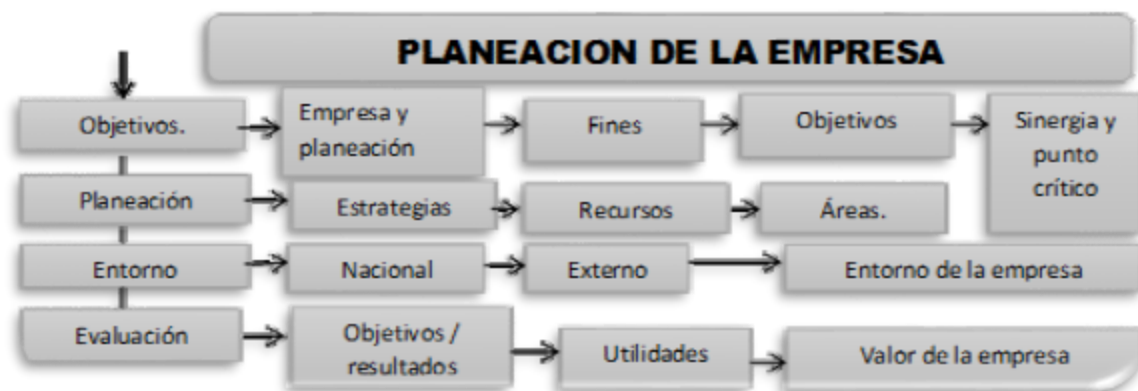 PLANEACION DE LA EMPRESA
Objetivos.
Empresa y
planeación
Fines
Objetivos
Sinergia y
punto
crítico
Planeación
Estrategias
Recursos
Áreas.
Entorno
Nacional
Externo
Entorno de la empresa
Evaluación
Objetivos /
resultados
Utilidades
Valor de la empresa